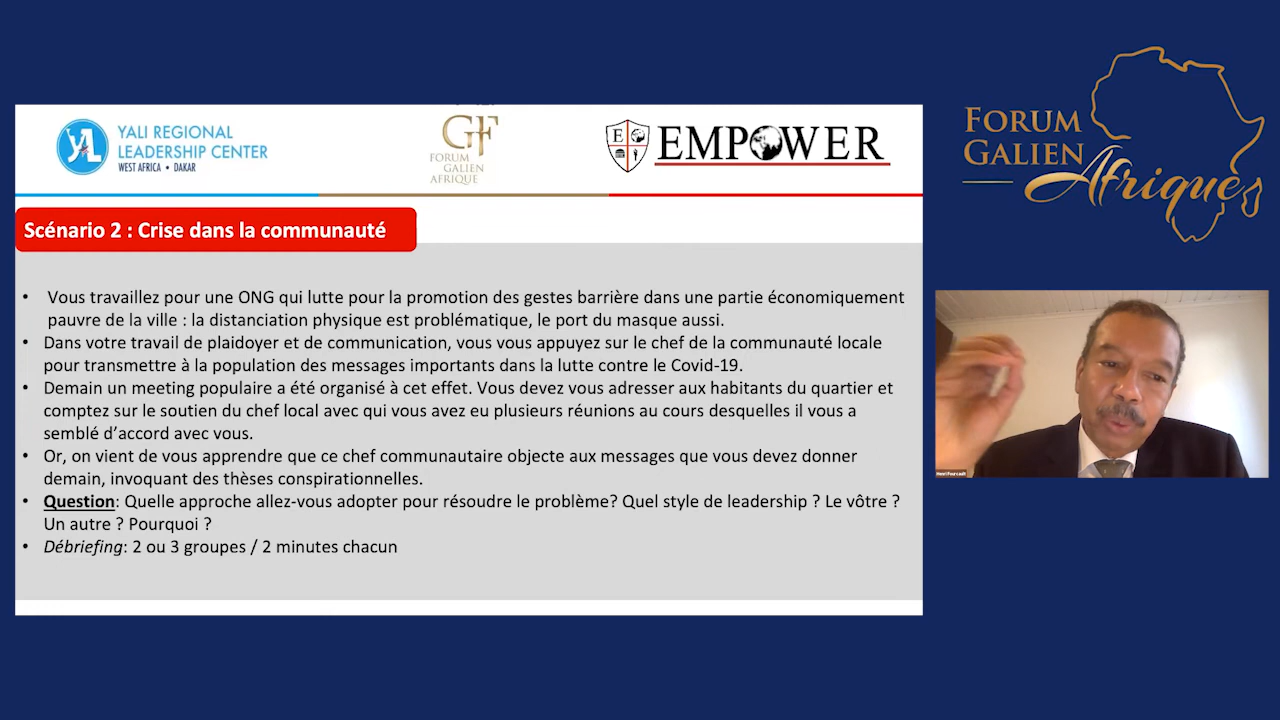 YALI REGIONAL
LEADERSHIP CENTER
WEST AFRICA • DAKAR
GF
FORUM
GALIEN
AFRIQUE
E
EMPOWER
FORUM
GALIEN
Afrique
Scénario 2 : Crise dans la communauté
• Vous travaillez pour une ONG qui lutte pour la promotion des gestes barrière dans une partie économiquement
pauvre de la ville : la distanciation physique est problématique, le port du masque aussi.
• Dans votre travail de plaidoyer et de communication, vous vous appuyez sur le chef de la communauté locale
pour transmettre à la population des messages importants dans la lutte contre le Covid-19.
• Demain un meeting populaire a été organisé à cet effet. Vous devez vous adresser aux habitants du quartier et
comptez sur le soutien du chef local avec qui vous avez eu plusieurs réunions au cours desquelles il vous a
semblé d’accord avec vous.
• Or, on vient de vous apprendre que ce chef communautaire objecte aux messages que vous devez donner
demain, invoquant des thèses conspirationnelles.
• Question: Quelle approche allez-vous adopter pour résoudre le problème? Quel style de leadership ? Le vôtre ?
Un autre ? Pourquoi ?
• Débriefing: 2 ou 3 groupes / 2 minutes chacun
Henri Fourcault